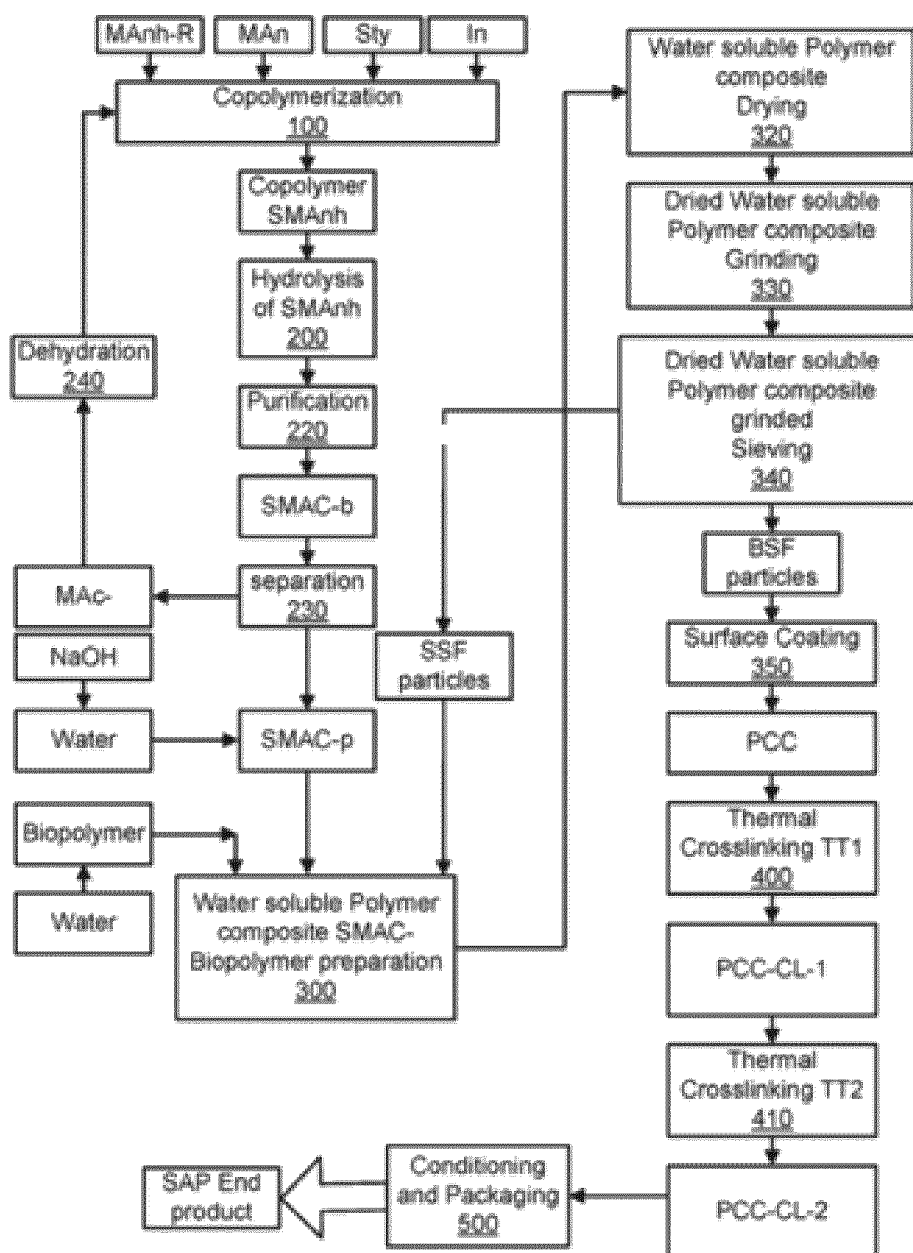 MAnh-R
MAn
Sty
In
Copolymerization
100
Copolymer
SMAnh
Hydrolysis
of SMAnh
200
Dehydration
240
Purification
220
SMAC-b
separation
230
MAc-
NaOH
Water
SMAC-p
SSF
particles
Biopolymer
Water
Water soluble Polymer
composite SMAC-
Biopolymer preparation
300
Water soluble Polymer
composite
Drying
320
Dried Water soluble
Polymer composite
Grinding
330
Dried Water soluble
Polymer composite
grinded
Sieving
340
BSF
particles
Surface Coating
350
PCC
Thermal
Crosslinking TT1
400
PCC-CL-1
Thermal
Crosslinking TT2
410
PCC-CL-2
Conditioning
and Packaging
500
SAP End
product